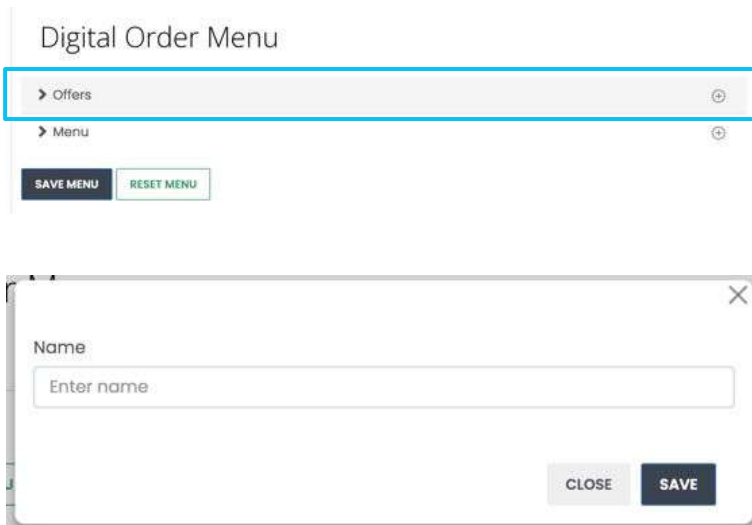 Digital Order Menu
Offers
Menu
SAVE MENU RESET MENU
Name
Enter name
CLOSE SAVE